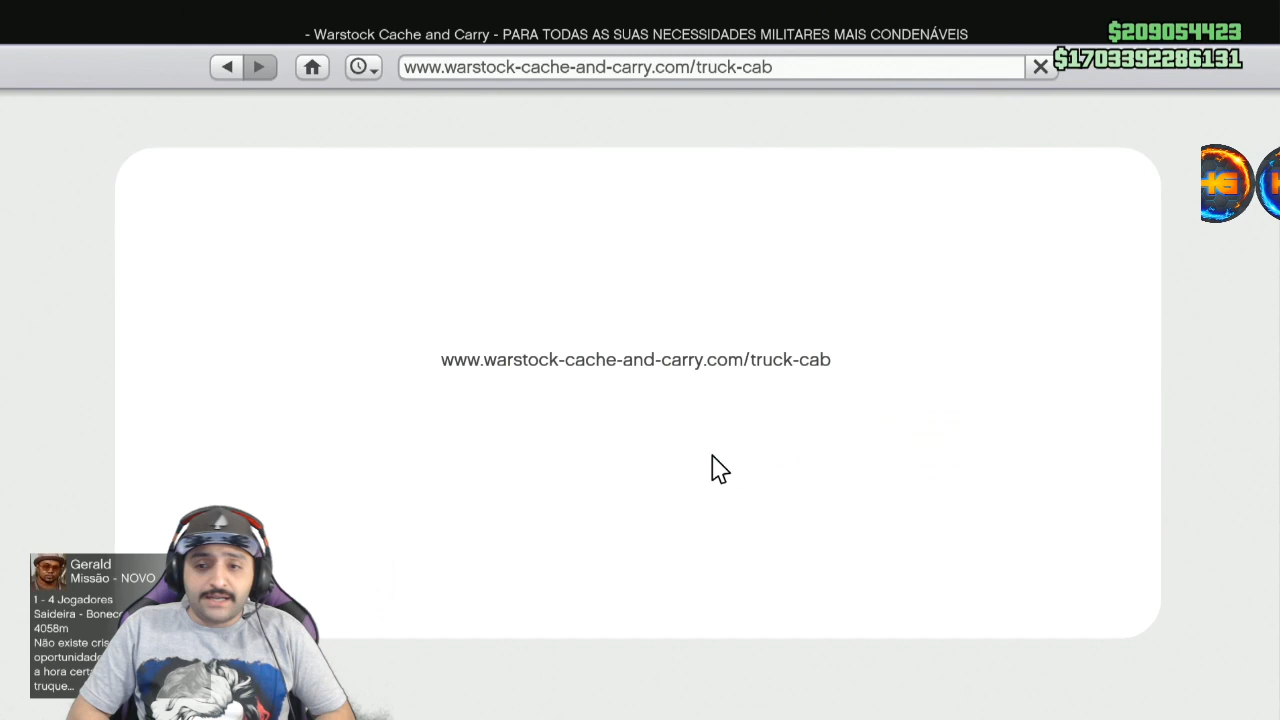 - Warstock Cache and Carry - PARA TODAS AS SUAS NECESSIDADES MILITARES MAIS CONDENÁVEIS
$209054423
www.warstock-cache-and-carry.com/truck-cab
$1703392286131
HG
www.warstock-cache-and-carry.com/truck-cab
Gerald
Missão - NOVO
1 - 4 Jogadores
Saideira - Bonec
4058m
Não existe cris
oportunidad
a hora cert
truque...